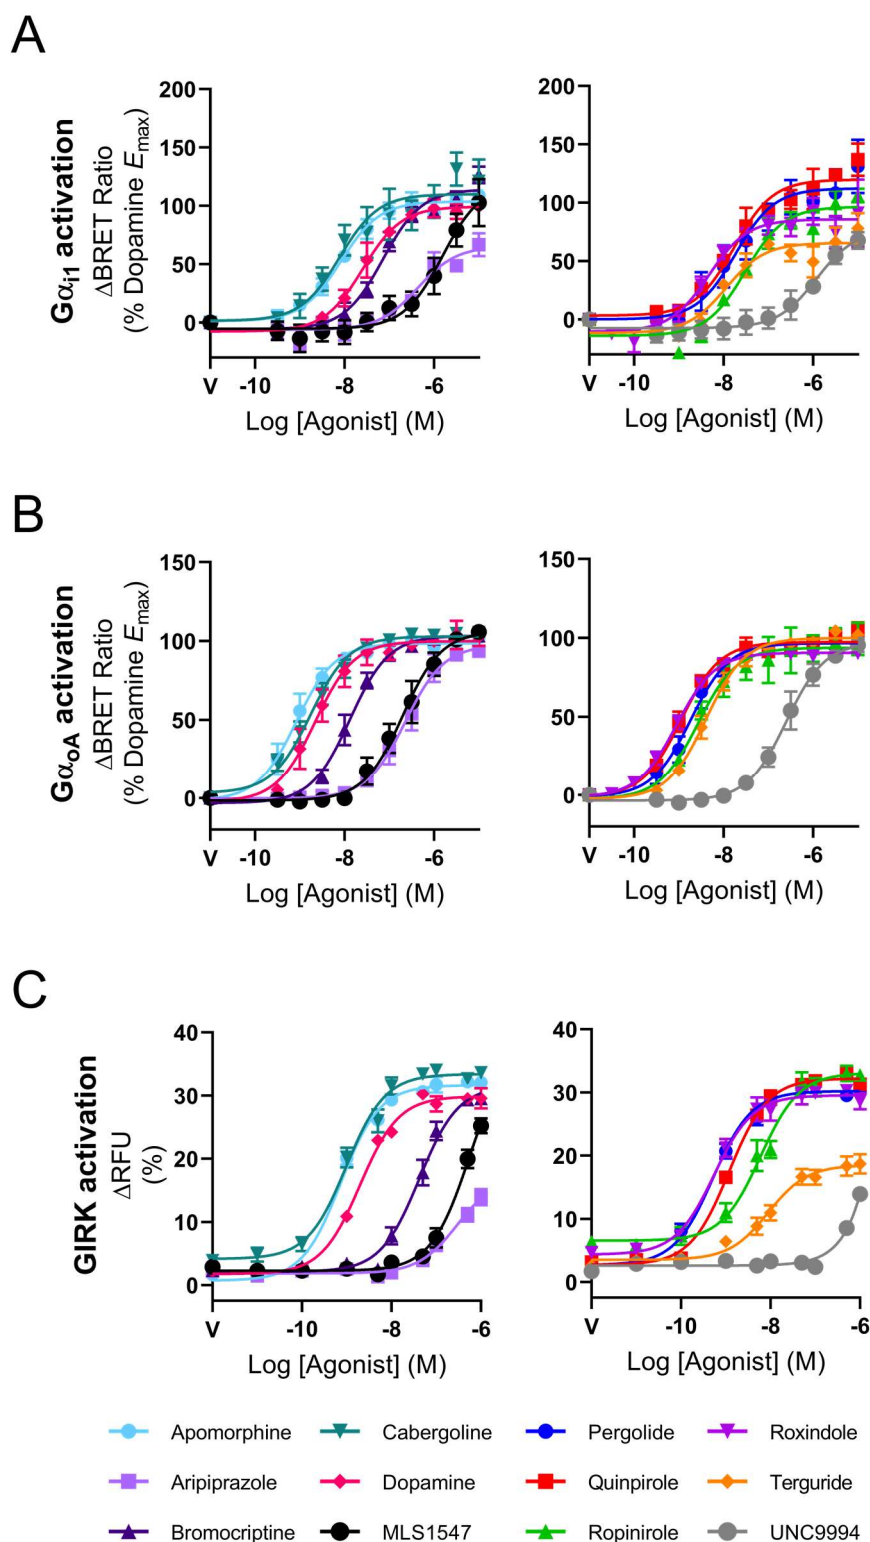 A
Gαi1 activation
ΔBRET Ratio
(% Dopamine Emax)
200
150
100
50
0
V -10 -8 -6
Log [Agonist] (M)
200
150
100
50
0
V -10 -8 -6
Log [Agonist] (M)
B
GαoA activation
ΔBRET Ratio
(% Dopamine Emax)
150
100
50
0
V -10 -8 -6
Log [Agonist] (M)
150
100
50
0
V -10 -8 -6
Log [Agonist] (M)
C
GIRK activation
ΔRFU
(%)
40
30
20
10
0
V -10 -8 -6
Log [Agonist] (M)
40
30
20
10
0
V -10 -8 -6
Log [Agonist] (M)
Apomorphine Cabergoline Pergolide Roxindole
Aripiprazole Dopamine Quinpirole Terguride
Bromocriptine MLS1547 Ropinirole UNC9994